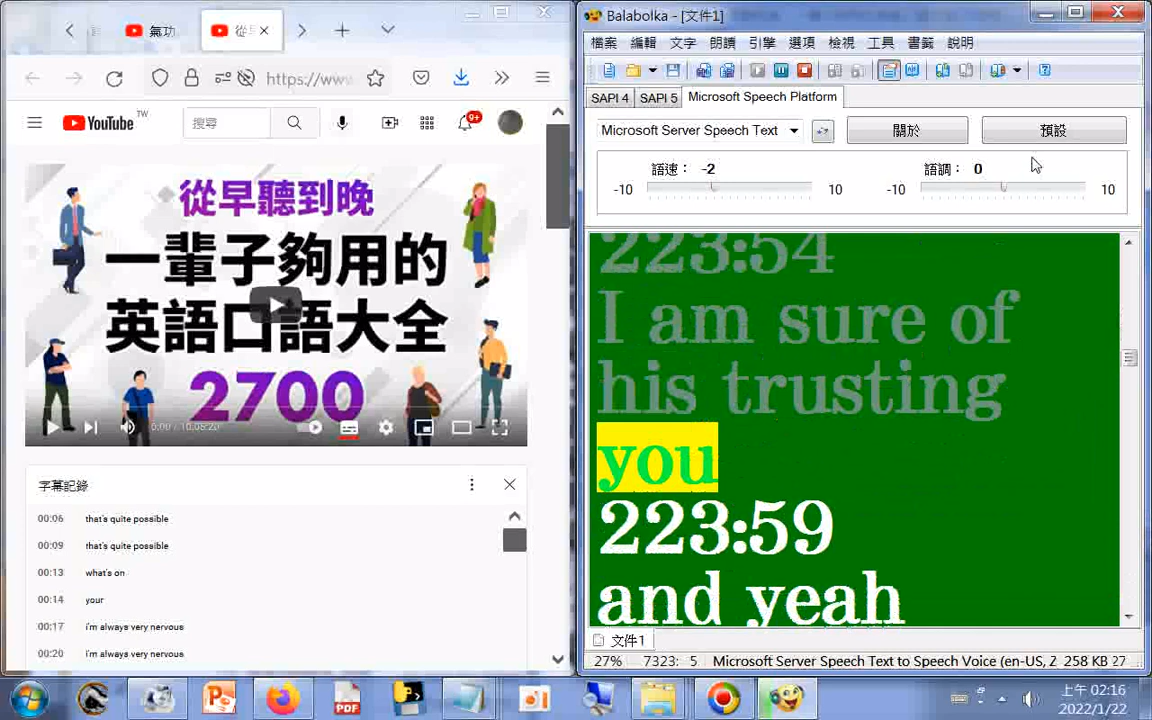 氣功
從
https://www
YouTube TW
搜尋
9+
從早聽到晚
一輩子夠用的
英語口語大全
2700
0:00 / 10:05:20
字幕記錄
00:06 that's quite possible
00:09 that's quite possible
00:13 what's on
00:14 your
00:17 i'm always very nervous
00:20 i'm always very nervous
Balabolka - [文件1]
檔案 編輯 文字 朗讀 引擎 選項 檢視 工具 書籤 說明
SAPI 4 SAPI 5 Microsoft Speech Platform
Microsoft Server Speech Text 關於 預設
語速： -2 語調： 0
-10 10 -10 10
223:54
I am sure of
his trusting
you
223:59
and yeah
文件1
27% 7323: 5 Microsoft Server Speech Text to Speech Voice (en-US, Z 258 KB 27
PDF
上午 02:16
2022/1/22